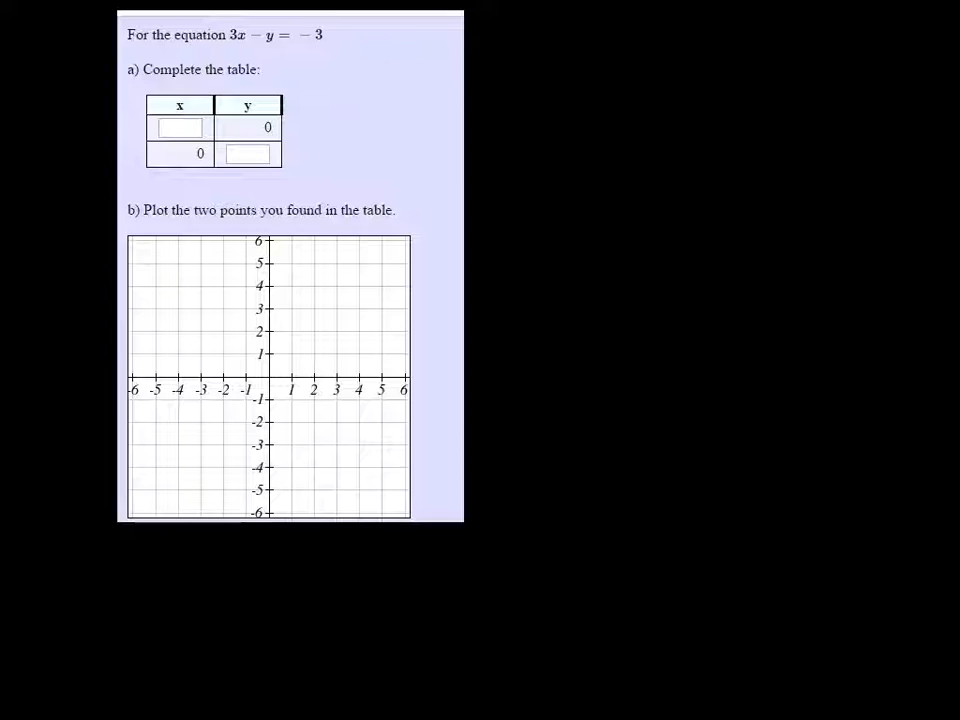 For the equation 3x − y = − 3
a) Complete the table:
x y
0
0
b) Plot the two points you found in the table.
6
5
4
3
2
1
-6 -5 -4 -3 -2 -1 1 2 3 4 5 6
-1
-2
-3
-4
-5
-6